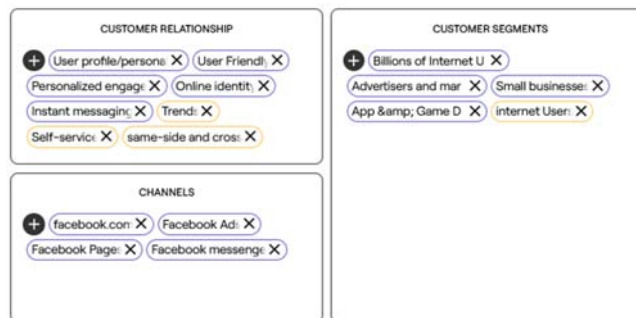 CUSTOMER RELATIONSHIP
User profile/persona User Friendly
Personalized engage Online identity
Instant messaging Trends
Self-service same-side and cross
CHANNELS
facebook.com Facebook Ads
Facebook Pages Facebook messenge
CUSTOMER SEGMENTS
Billions of Internet U
Advertisers and mar Small businesses
App &amp; Game D internet Users